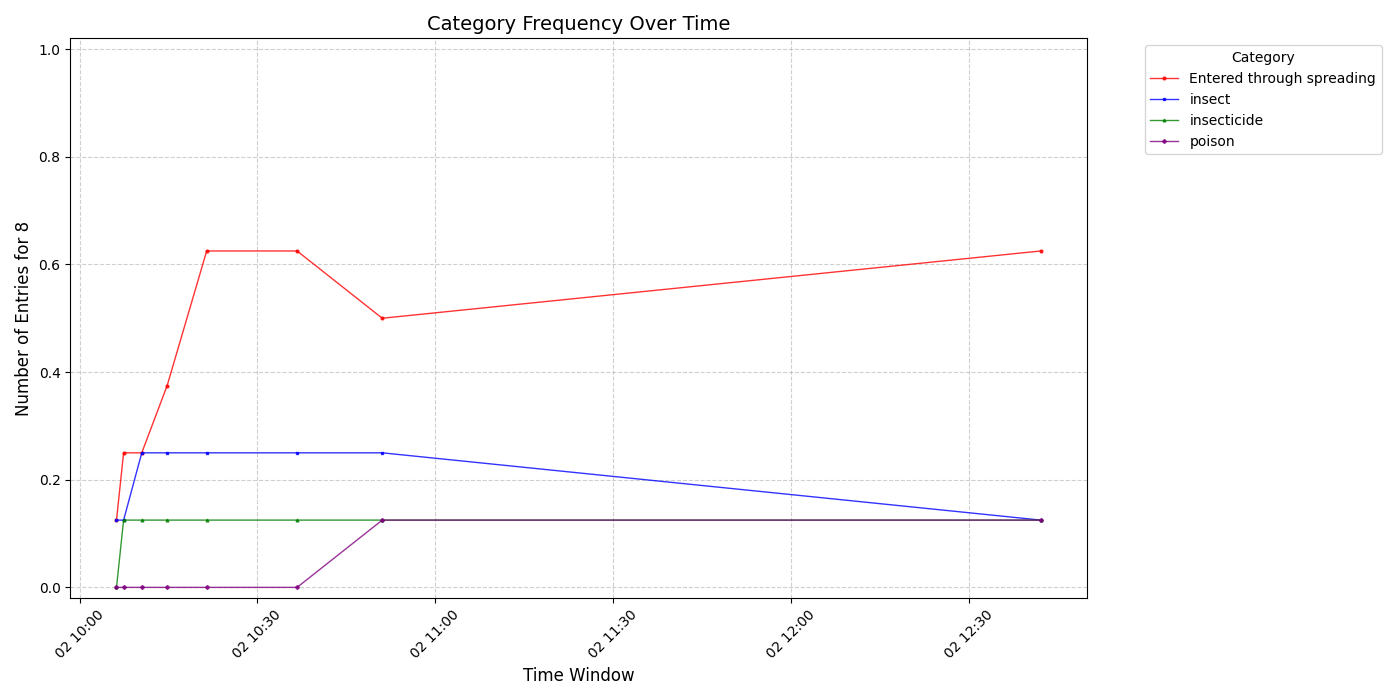 Category Frequency Over Time
Category
Entered through spreading
insect
insecticide
poison
Number of Entries for 8
1.0
0.8
0.6
0.4
0.2
0.0
02 10:00
02 10:30
02 11:00
02 11:30
02 12:00
02 12:30
Time Window